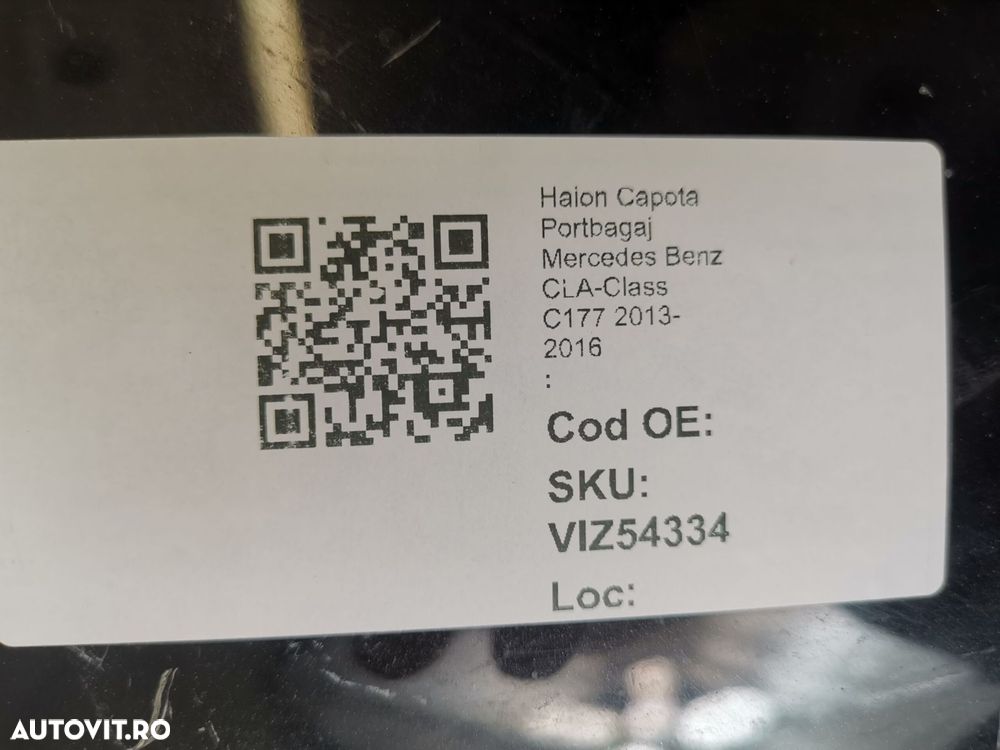 Haion Capota
Portbagaj
Mercedes Benz
CLA-Class
C177 2013-
2016
:
Cod OE:
SKU:
VIZ54334
Loc:
AUTOVIT.RO